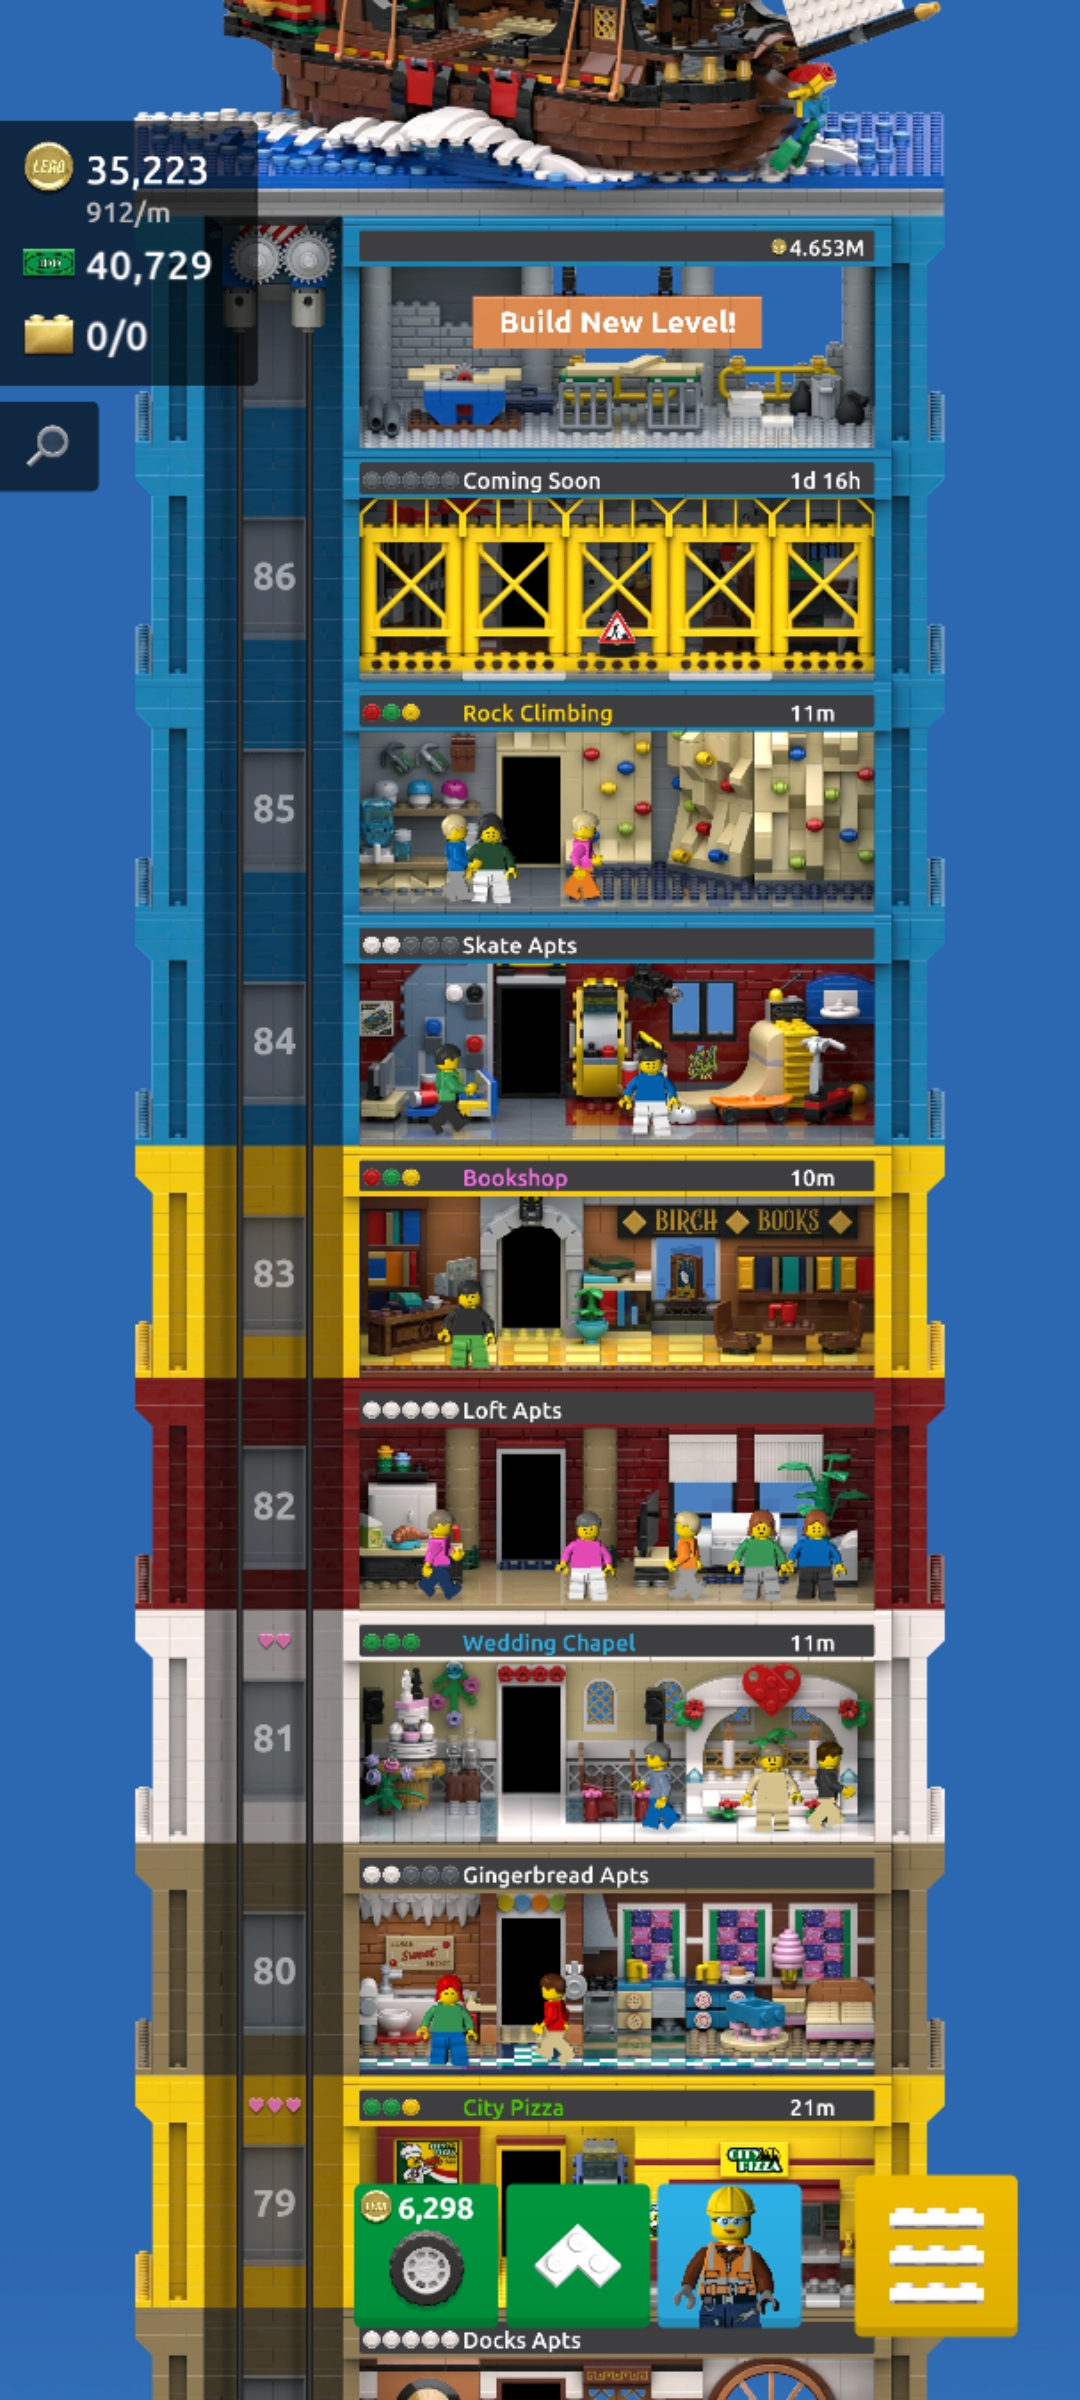 LEGO 35,223
912/m
40,729
0/0
4.653M
Build New Level!
Coming Soon 1d 16h
86
Rock Climbing 11m
85
Skate Apts
84
Bookshop 10m
BIRCH BOOKS
83
Loft Apts
82
Wedding Chapel 11m
81
Gingerbread Apts
Sweet
80
City Pizza 21m
CITY PIZZA
79
6,298
Docks Apts